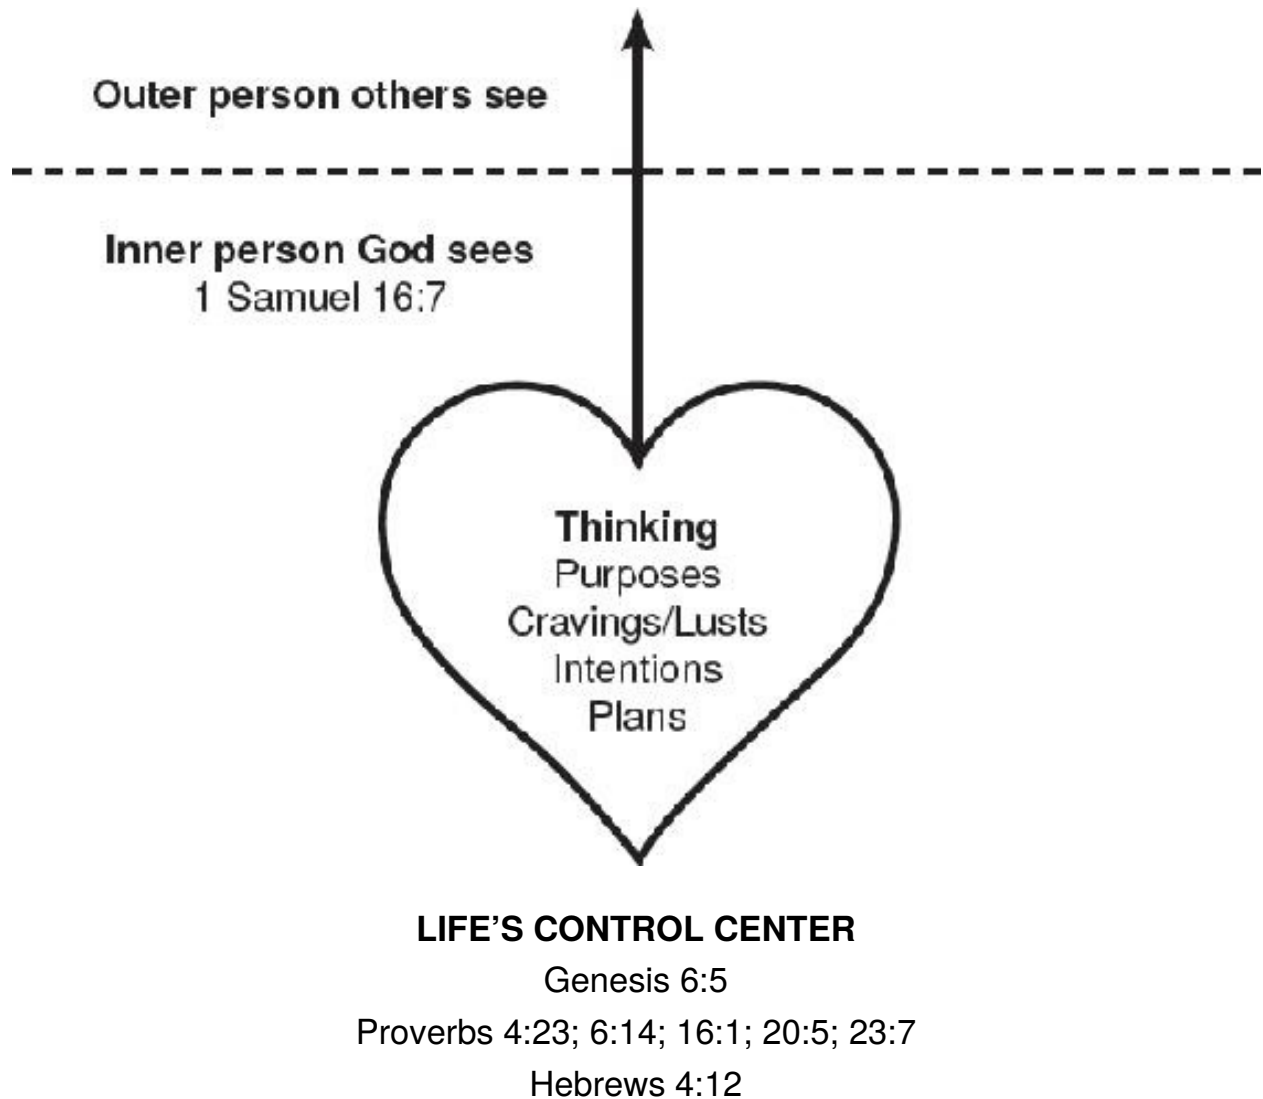 Outer person others see
Inner person God sees
1 Samuel 16:7
Thinking
Purposes
Cravings/Lusts
Intentions
Plans
LIFE’S CONTROL CENTER
Genesis 6:5
Proverbs 4:23; 6:14; 16:1; 20:5; 23:7
Hebrews 4:12